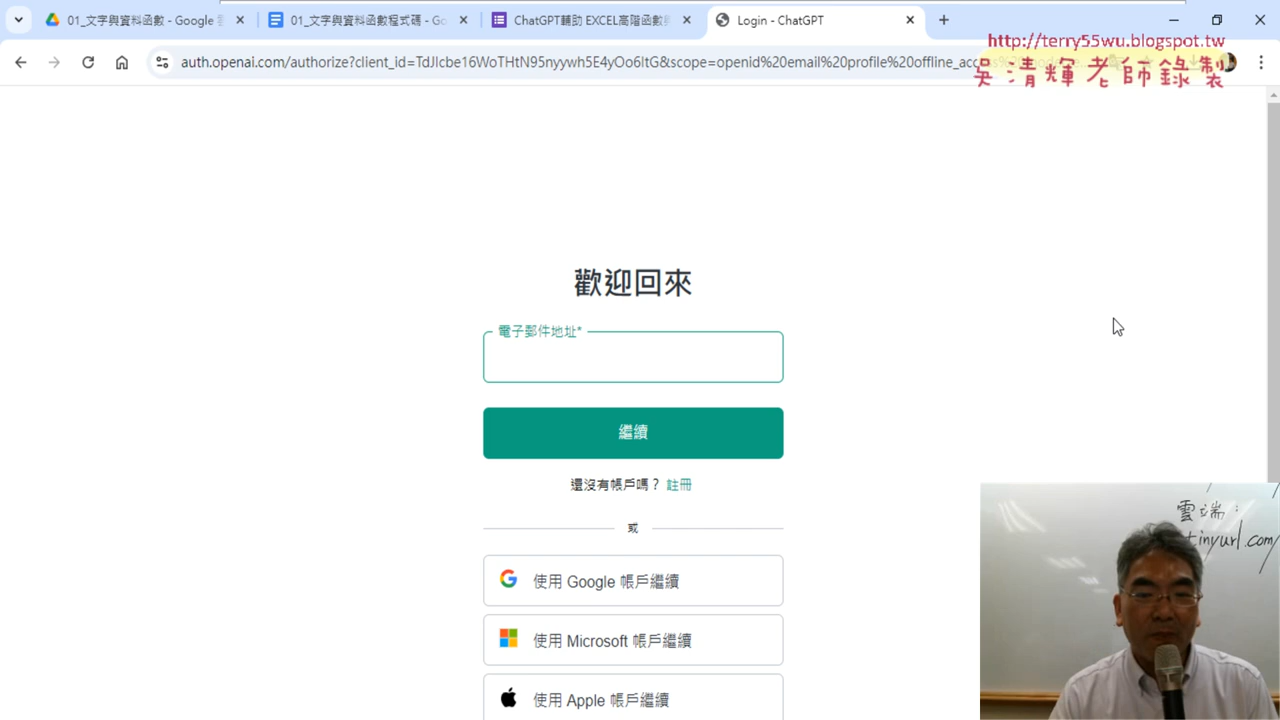 01_文字與資料函數 - Google 雲
01_文字與資料函數程式碼 - Go
ChatGPT輔助 EXCEL高階函數與
Login - ChatGPT
http://terry55wu.blogspot.tw
吳清輝老師錄製
auth.openai.com/authorize?client_id=TdJIcbe16WoTHtN95nyywh5E4yOo6ItG&scope=openid%20email%20profile%20offline_acc
歡迎回來
電子郵件地址*
繼續
還沒有帳戶嗎？ 註冊
或
使用 Google 帳戶繼續
使用 Microsoft 帳戶繼續
使用 Apple 帳戶繼續
雲端:
tinyurl.com/